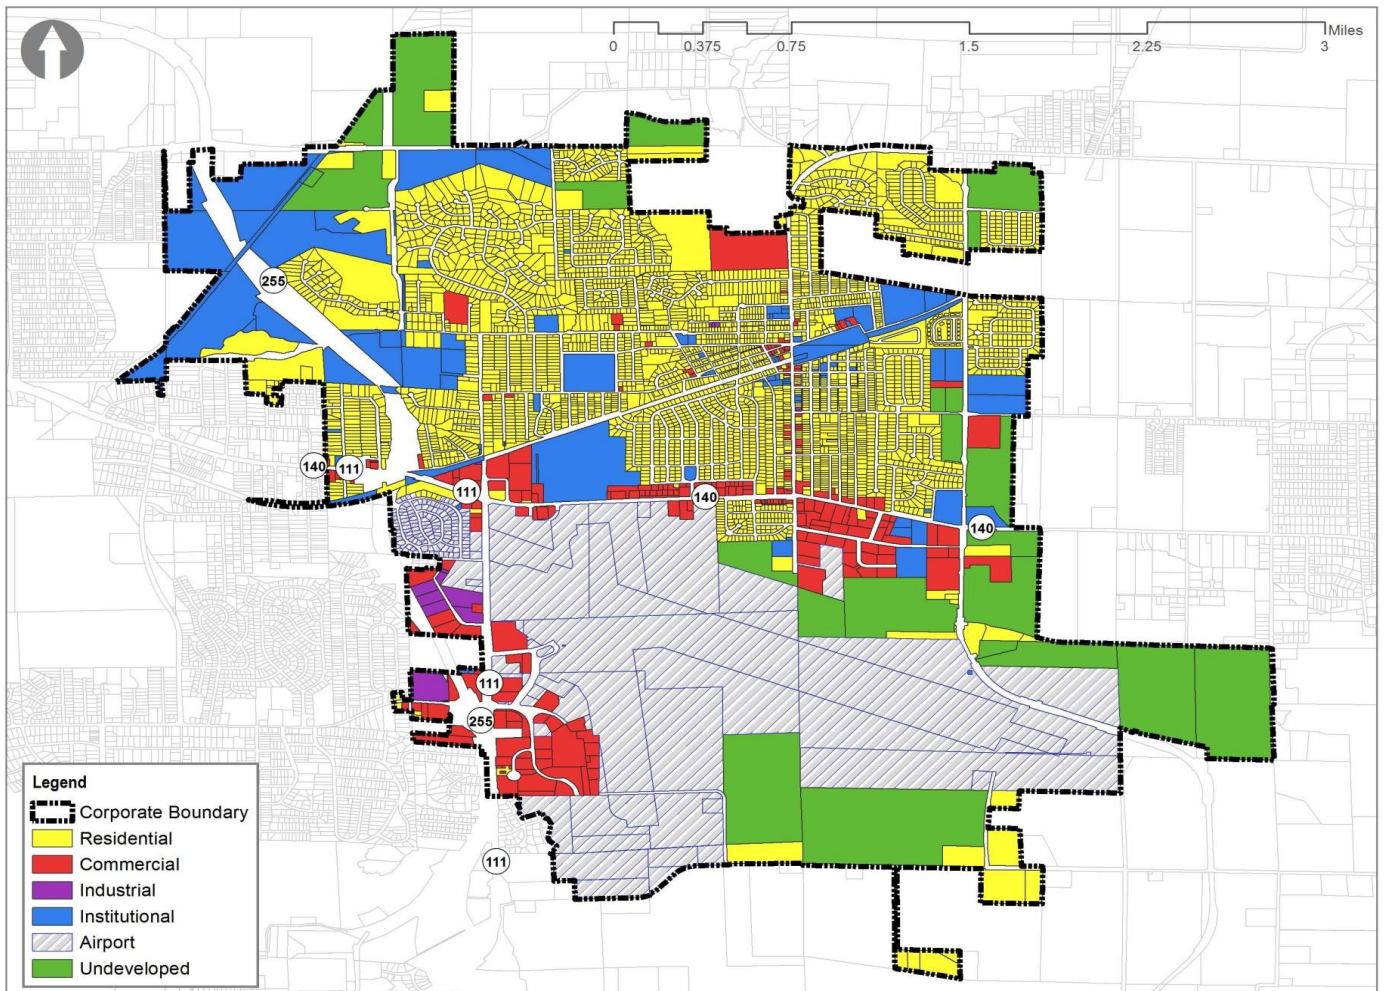 Miles
0 0.375 0.75 1.5 2.25 3
255
140 111
111
140
140
111
255
111
Legend
Corporate Boundary
Residential
Commercial
Industrial
Institutional
Airport
Undeveloped